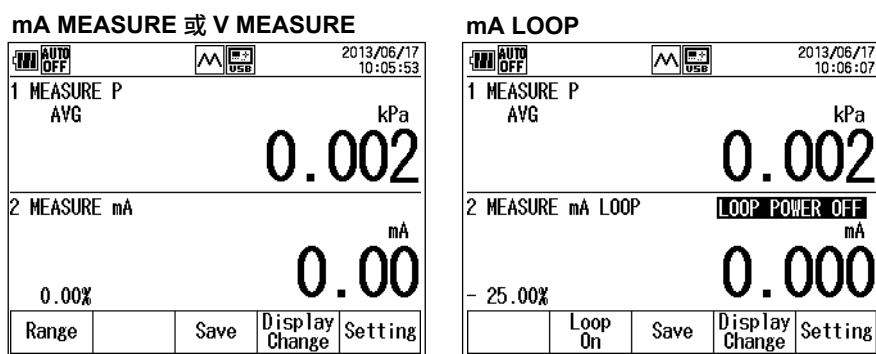 mA MEASURE 或 V MEASURE
AUTO OFF USB 2013/06/17 10:05:53
1 MEASURE P
AVG kPa
0.002
2 MEASURE mA
mA
0.00
0.00%
Range Save Display Change Setting
mA LOOP
AUTO OFF USB 2013/06/17 10:06:07
1 MEASURE P
AVG kPa
0.002
2 MEASURE mA LOOP LOOP POWER OFF
mA
0.000
- 25.00%
Loop On Save Display Change Setting